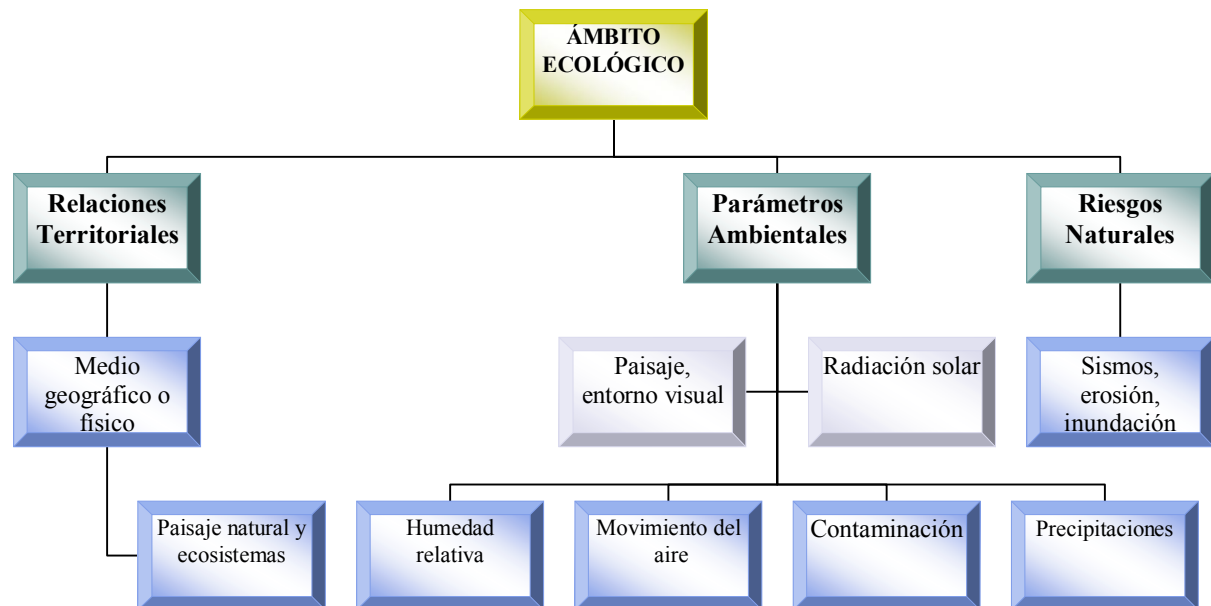 ÁMBITO
ECOLÓGICO
Relaciones
Territoriales
Parámetros
Ambientales
Riesgos
Naturales
Medio
geográfico o
físico
Paisaje,
entorno visual
Radiación solar
Sismos,
erosión,
inundación
Paisaje natural y
ecosistemas
Humedad
relativa
Movimiento del
aire
Contaminación
Precipitaciones